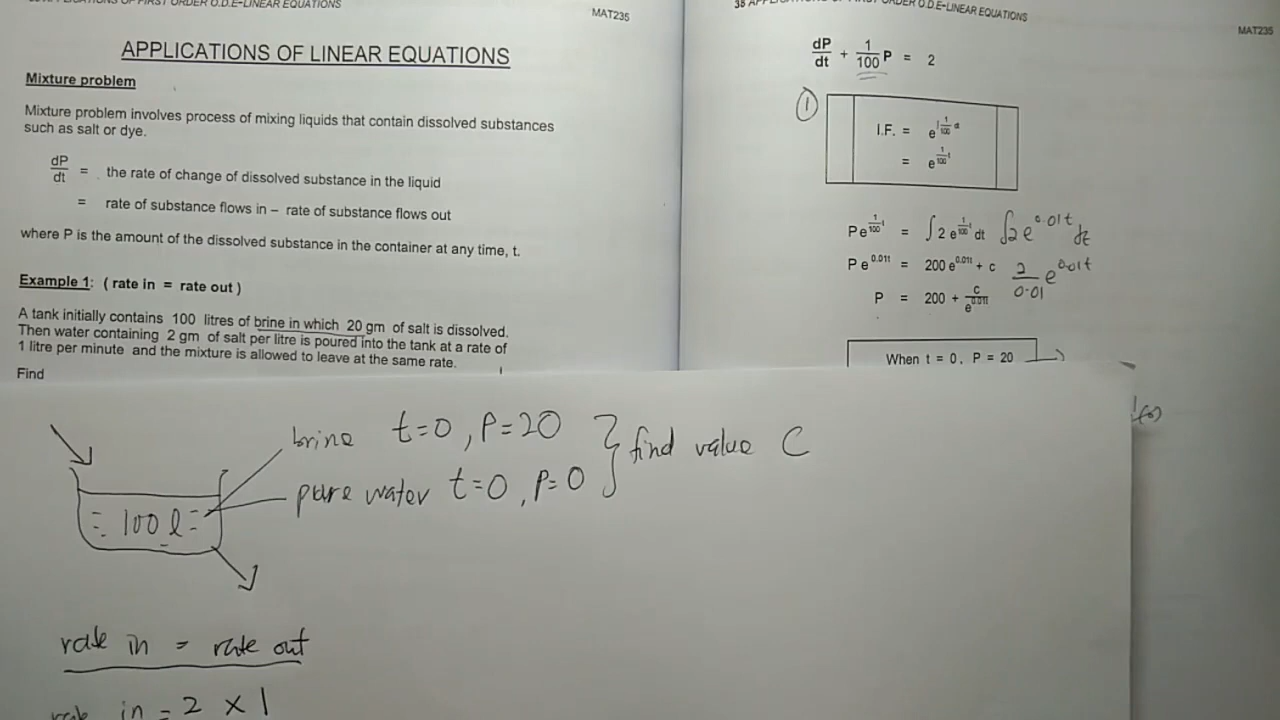 APPLICATIONS OF FIRST ORDER O.D.E-LINEAR EQUATIONS
MAT235
APPLICATIONS OF LINEAR EQUATIONS
Mixture problem
Mixture problem involves process of mixing liquids that contain dissolved substances
such as salt or dye.
dP/dt = the rate of change of dissolved substance in the liquid
= rate of substance flows in – rate of substance flows out
where P is the amount of the dissolved substance in the container at any time, t.
Example 1: ( rate in = rate out )
A tank initially contains 100 litres of brine in which 20 gm of salt is dissolved.
Then water containing 2 gm of salt per litre is poured into the tank at a rate of
1 litre per minute and the mixture is allowed to leave at the same rate.
Find
38 APPLICATIONS OF FIRST ORDER O.D.E-LINEAR EQUATIONS
MAT235
dP/dt + 1/100 P = 2
1
I.F. = e^∫1/100 dt
= e^1/100 t
P e^1/100 t = ∫ 2 e^1/100 t dt ∫2e^0.01t dt
P e^0.01t = 200 e^0.01t + c 2/0.01 e^0.01t
P = 200 + c/e^0.01t
When t = 0, P = 20
brine t=0, P=20
pure water t=0, P=0
} find value C
100 l
rate in = rate out
rate in = 2 × 1